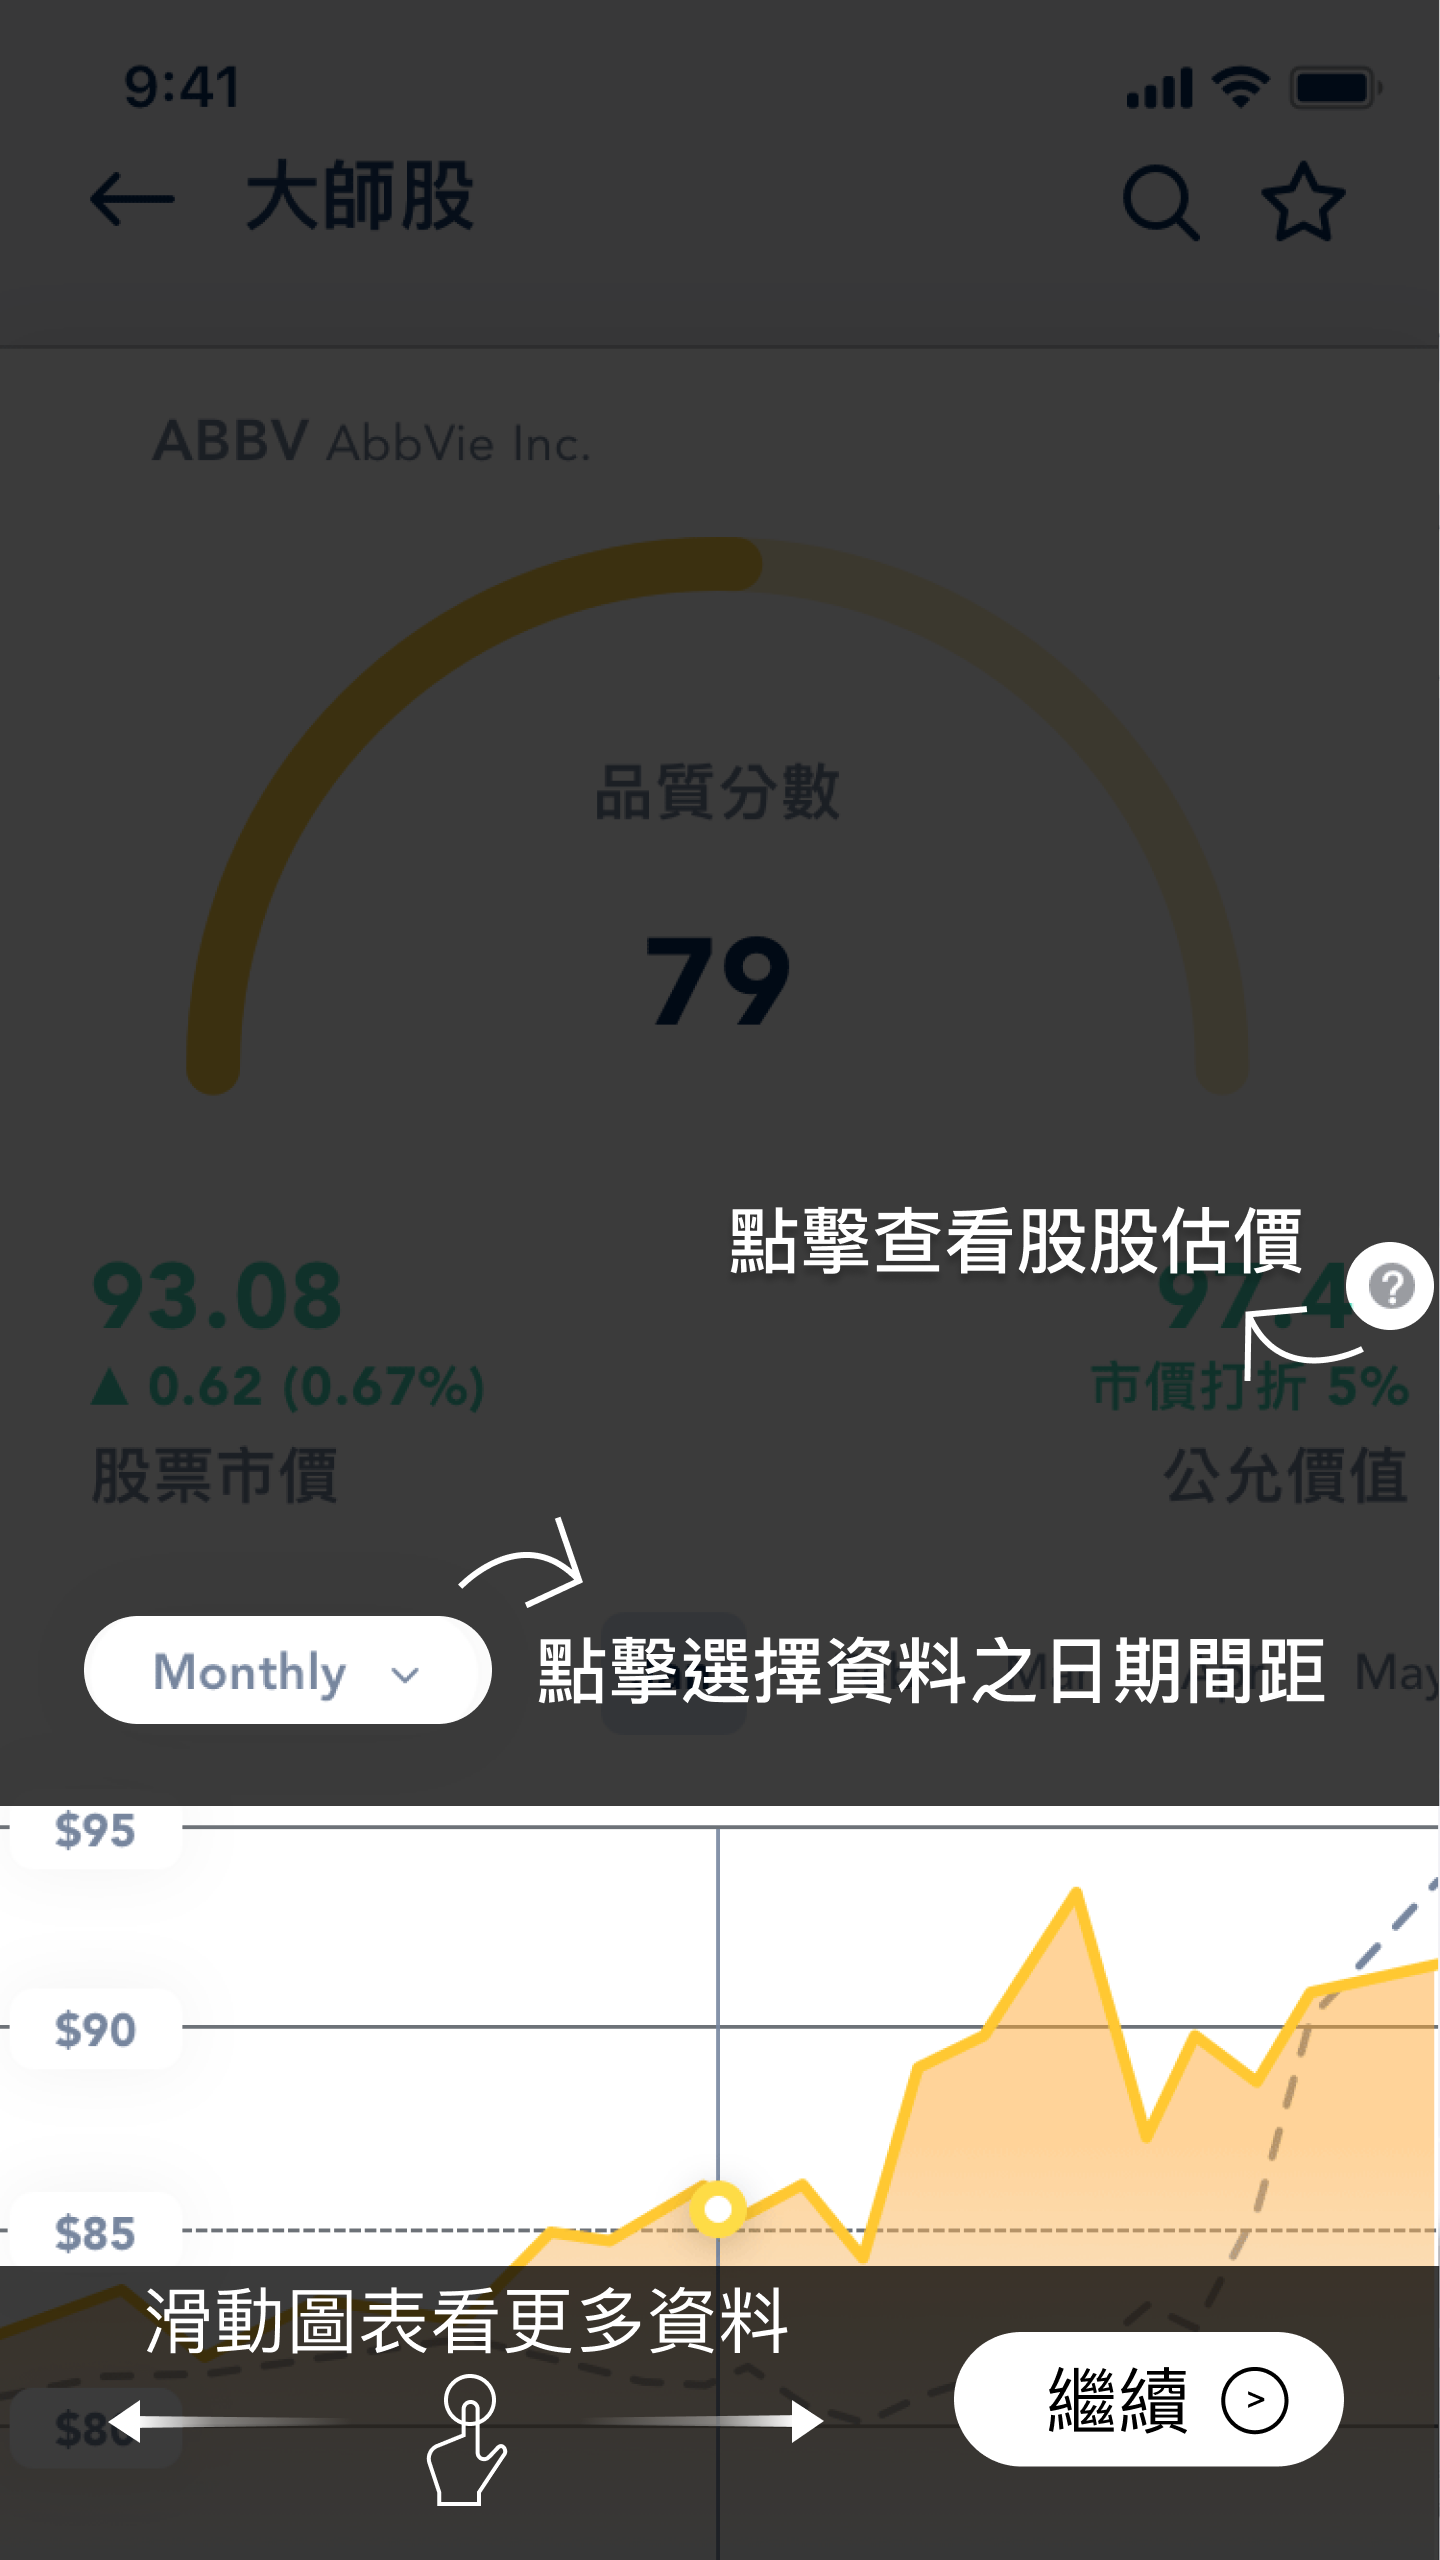 9:41
大師股
ABBV AbbVie Inc.
品質分數
79
點擊查看股股估價
?
93.08
97.4
▲ 0.62 (0.67%)
市價打折 5%
股票市價
公允價值
Monthly
點擊選擇資料之日期間距
Mar
Apr
May
$95
$90
$85
滑動圖表看更多資料
$80
繼續 >